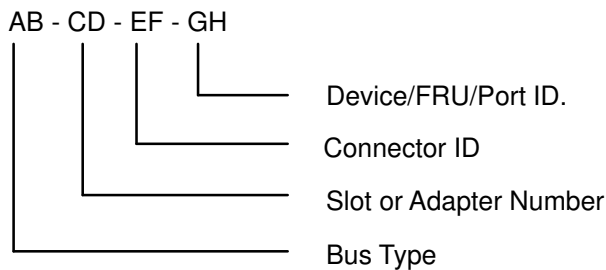 AB - CD - EF - GH
Device/FRU/Port ID.
Connector ID
Slot or Adapter Number
Bus Type